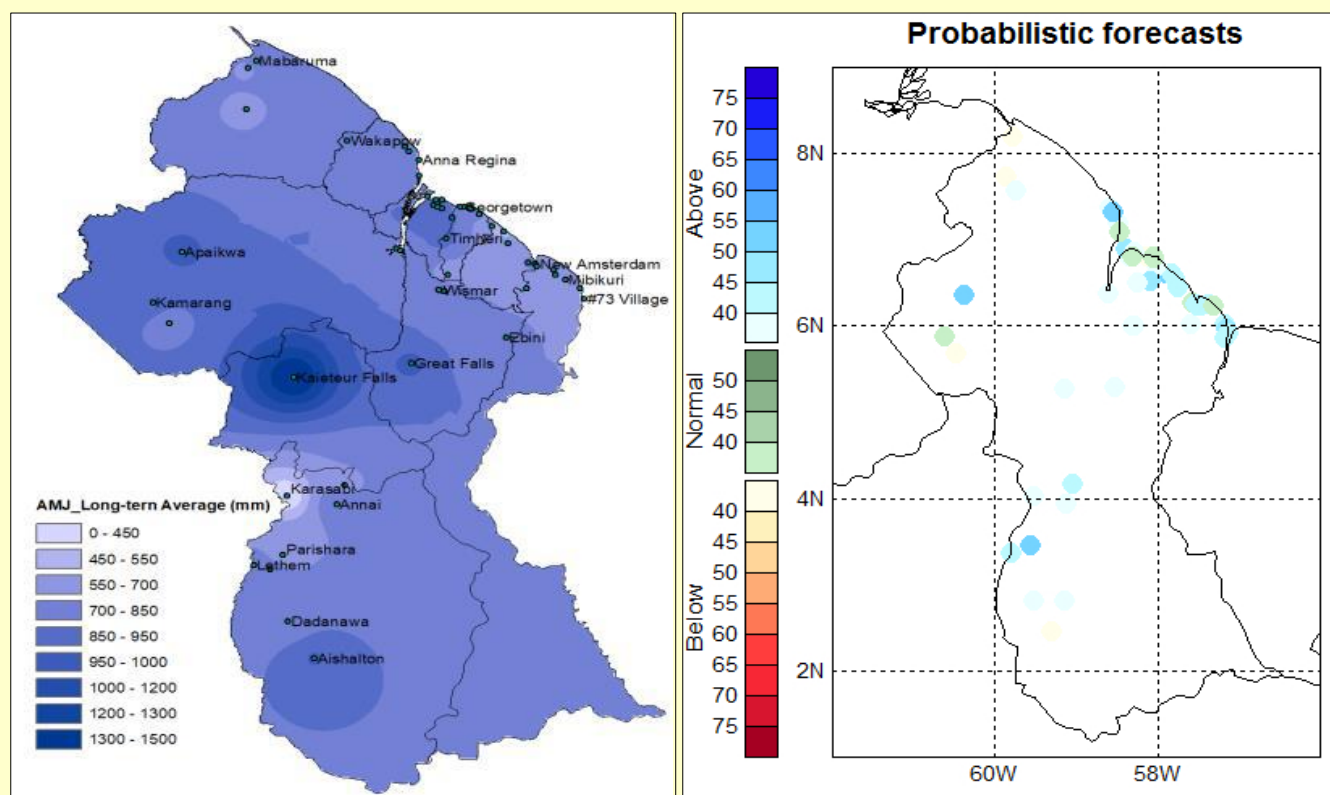 Mabaruma
Wakapow
Anna Regina
Georgetown
Timheri
Apaikwa
New Amsterdam
Mibikuri
#73 Village
Kamarang
Wismar
Ebini
Great Falls
Kaieteur Falls
Karasabi
Annai
Parishara
Lethem
Dadanawa
Aishalton
AMJ_Long-tern Average (mm)
0 - 450
450 - 550
550 - 700
700 - 850
850 - 950
950 - 1000
1000 - 1200
1200 - 1300
1300 - 1500
Probabilistic forecasts
Above
75
70
65
60
55
50
45
40
Normal
50
45
40
Below
40
45
50
45
50
55
60
65
70
75
8N
6N
4N
2N
60W
58W